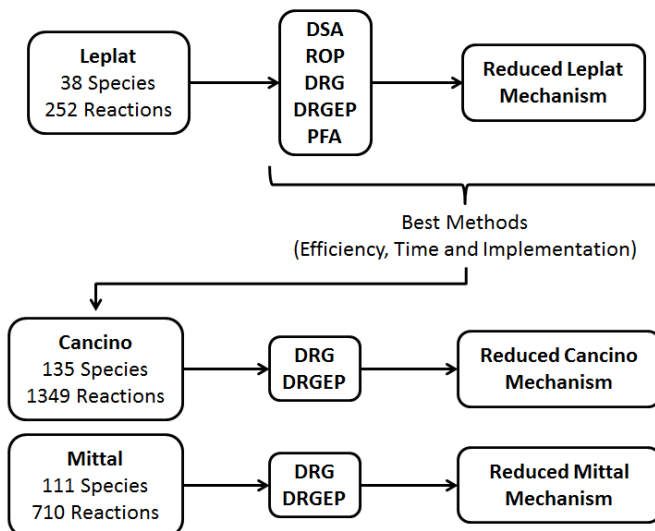 Leplat
38 Species
252 Reactions
DSA
ROP
DRG
DRGEP
PFA
Reduced Leplat
Mechanism
Best Methods
(Efficiency, Time and Implementation)
Cancino
135 Species
1349 Reactions
DRG
DRGEP
Reduced Cancino
Mechanism
Mittal
111 Species
710 Reactions
DRG
DRGEP
Reduced Mittal
Mechanism